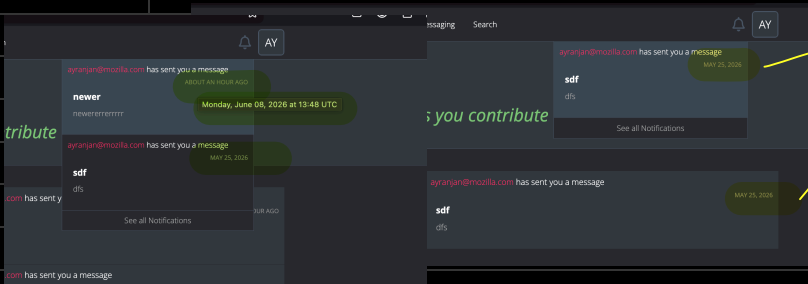 AY
ayranjan@mozilla.com has sent you a message
ABOUT AN HOUR AGO
newer
newererrerrrrr
Monday, June 08, 2026 at 13:48 UTC
tribute
ayranjan@mozilla.com has sent you a message
MAY 25, 2026
sdf
dfs
.com has sent y
OUR AGO
See all Notifications
.com has sent you a message
essaging Search
AY
ayranjan@mozilla.com has sent you a message
MAY 25, 2026
sdf
dfs
s you contribute
See all Notifications
ayranjan@mozilla.com has sent you a message
MAY 25, 2026
sdf
dfs